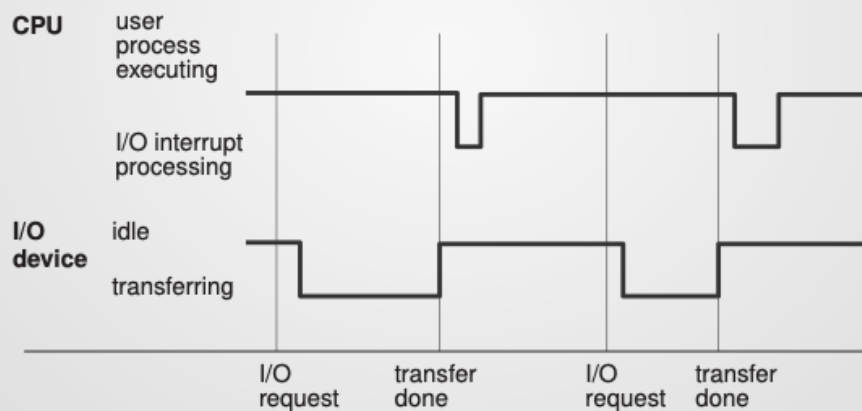 CPU
user
process
executing
I/O interrupt
processing
I/O
device
idle
transferring
I/O
request
transfer
done
I/O
request
transfer
done